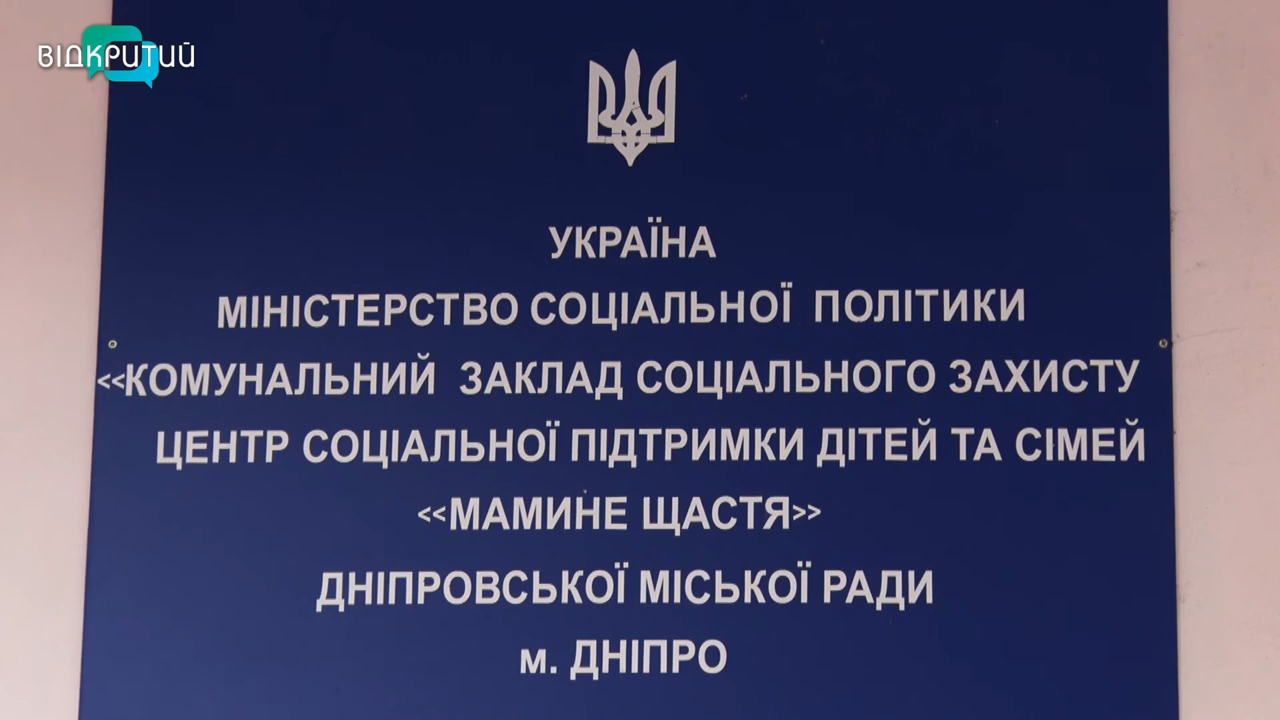 ВІДКРИТИЙ
УКРАЇНА
МІНІСТЕРСТВО СОЦІАЛЬНОЇ ПОЛІТИКИ
<<КОМУНАЛЬНИЙ ЗАКЛАД СОЦІАЛЬНОГО ЗАХИСТУ
ЦЕНТР СОЦІАЛЬНОЇ ПІДТРИМКИ ДІТЕЙ ТА СІМЕЙ
<<МАМИНЕ ЩАСТЯ>>
ДНІПРОВСЬКОЇ МІСЬКОЇ РАДИ
м. ДНІПРО